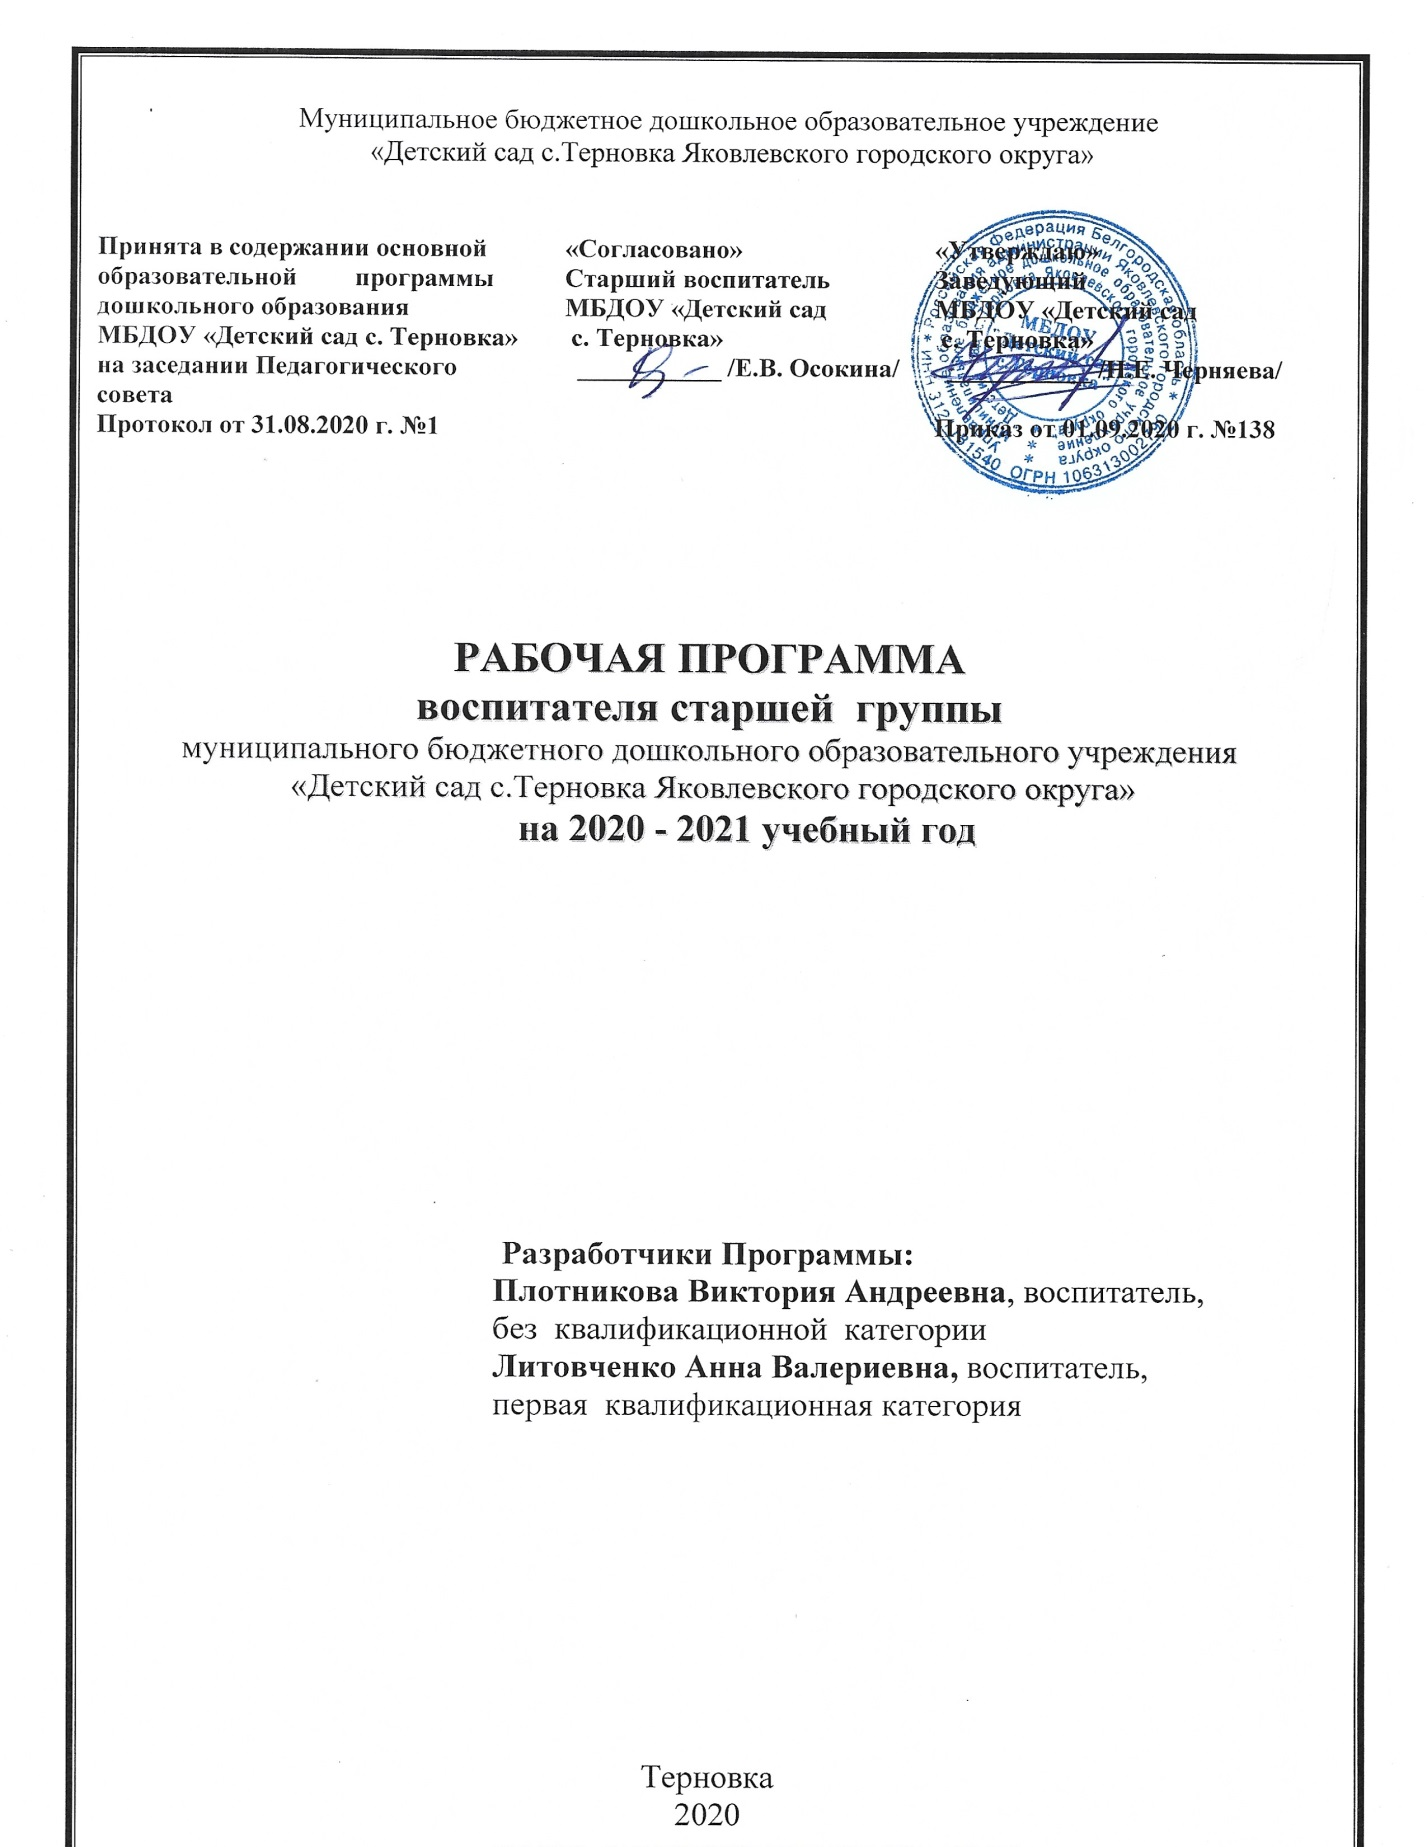 Муниципальное бюджетное дошкольное образовательное учреждение
«Детский сад с.Терновка Яковлевского городского округа»
Принята в содержании основной
образовательной программы
дошкольного образования
МБДОУ «Детский сад с. Терновка»
на заседании Педагогического
совета
Протокол от 31.08.2020 г. №1
«Согласовано»
Старший воспитатель
МБДОУ «Детский сад
с. Терновка»
/Е.В. Осокина/
«Утверждаю»
Заведующий
МБДОУ «Детский сад
с. Терновка»
Черняева/
Приказ от 01.09.2020 г. №138
РАБОЧАЯ ПРОГРАММА
воспитателя старшей группы
муниципального бюджетного дошкольного образовательного учреждения
«Детский сад с.Терновка Яковлевского городского округа»
на 2020 - 2021 учебный год
Разработчики Программы:
Плотникова Виктория Андреевна, воспитатель,
без квалификационной категории
Литовченко Анна Валериевна, воспитатель,
первая квалификационная категория
Терновка
2020